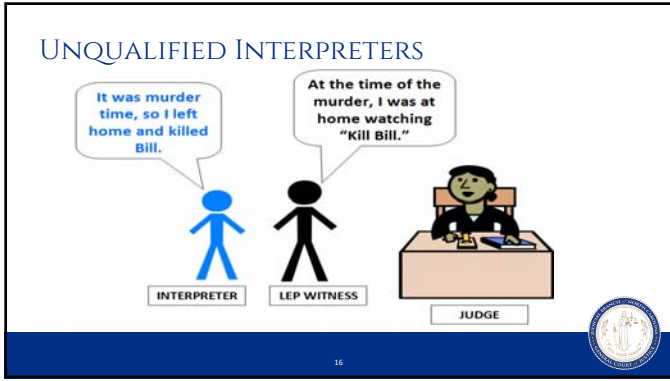 UNQUALIFIED INTERPRETERS
It was murder
time, so I left
home and killed
Bill.
At the time of the
murder, I was at
home watching
“Kill Bill.”
INTERPRETER
LEP WITNESS
JUDGE
16